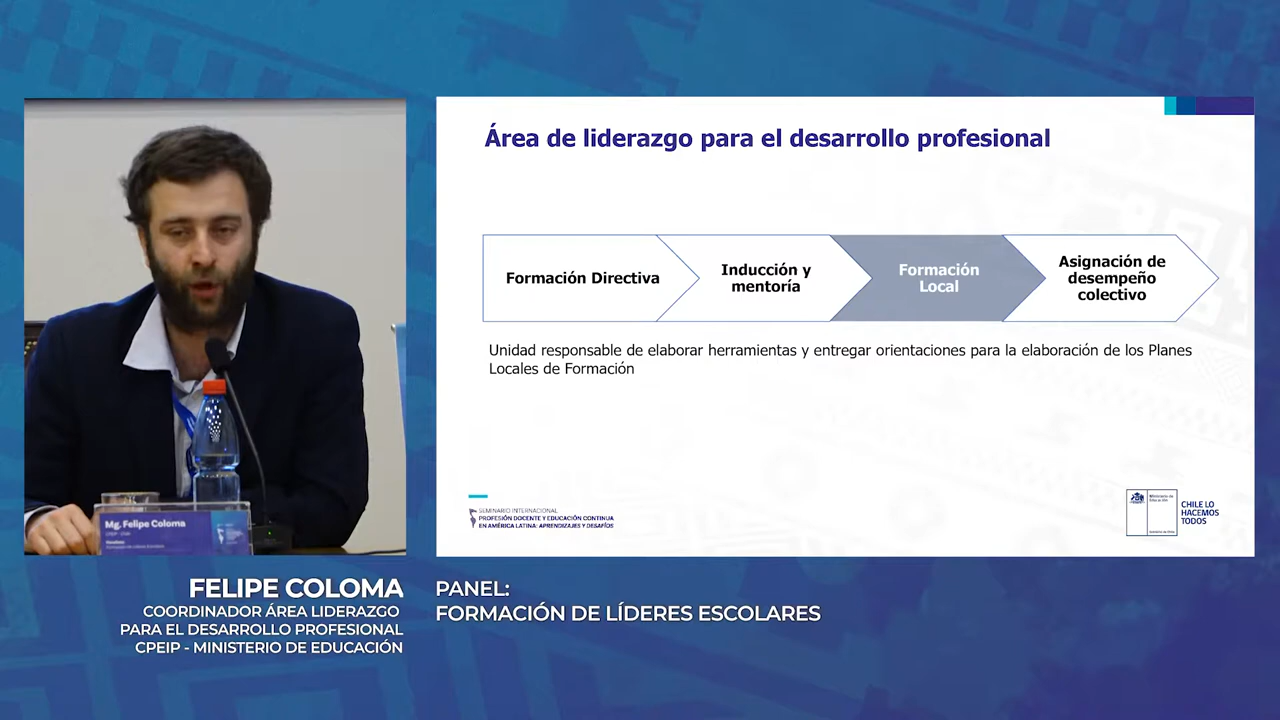 Área de liderazgo para el desarrollo profesional
Formación Directiva
Inducción y
mentoría
Formación
Local
Asignación de
desempeño
colectivo
Unidad responsable de elaborar herramientas y entregar orientaciones para la elaboración de los Planes
Locales de Formación
SEMINARIO INTERNACIONAL
PROFESIÓN DOCENTE Y EDUCACIÓN CONTINUA
EN AMÉRICA LATINA: APRENDIZAJES Y DESAFÍOS
CHILE LO
HACEMOS
TODOS
Mg. Felipe Coloma
FELIPE COLOMA
COORDINADOR ÁREA LIDERAZGO
PARA EL DESARROLLO PROFESIONAL
CPEIP - MINISTERIO DE EDUCACIÓN
PANEL:
FORMACIÓN DE LÍDERES ESCOLARES